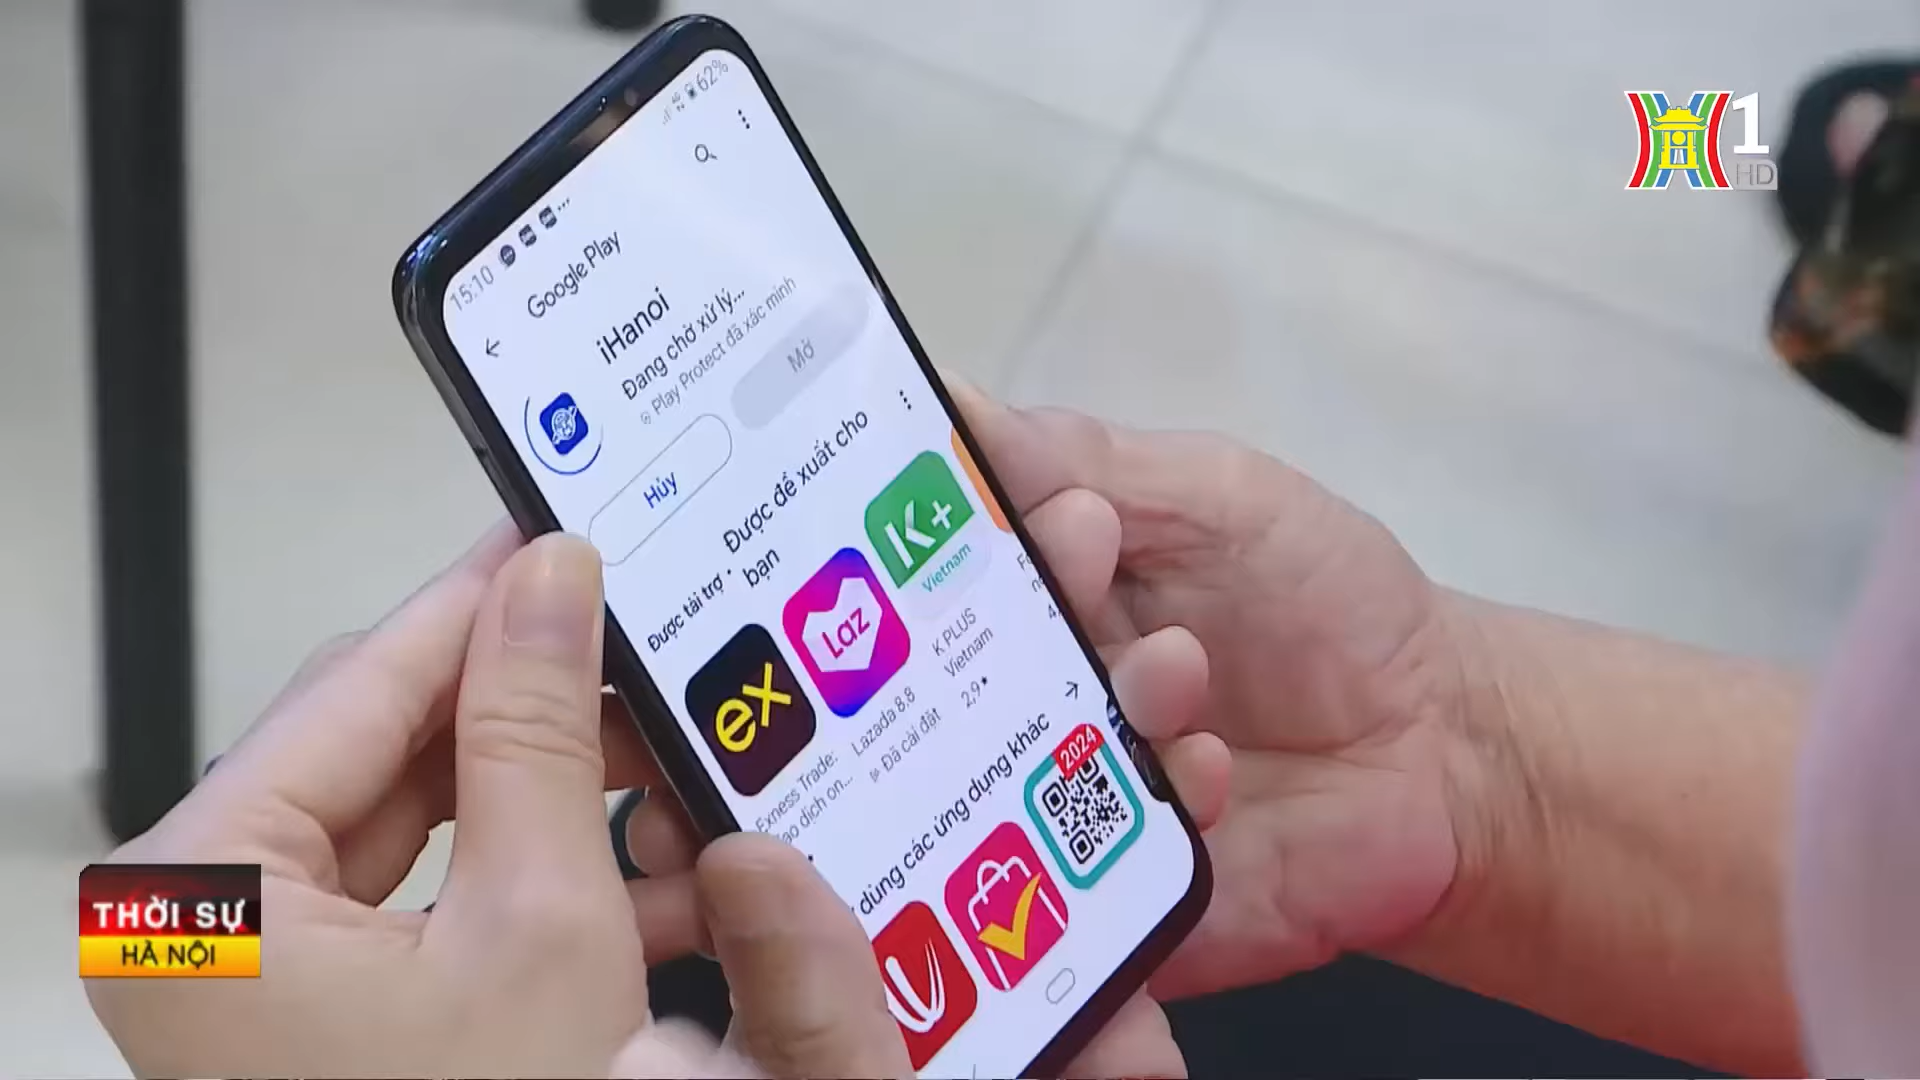 15:10
62%
Google Play
iHanoi
Đang chờ xử lý...
Play Protect đã xác minh
Hủy
Mở
Được tài trợ •
Được đề xuất cho
bạn
ex
Laz
K+
Vietnam
Exness Trade:
Lazada 8.8
Đã cài đặt
K PLUS
Vietnam
2,9★
dùng các ứng dụng khác
2024
1
HD
THỜI SỰ
HÀ NỘI